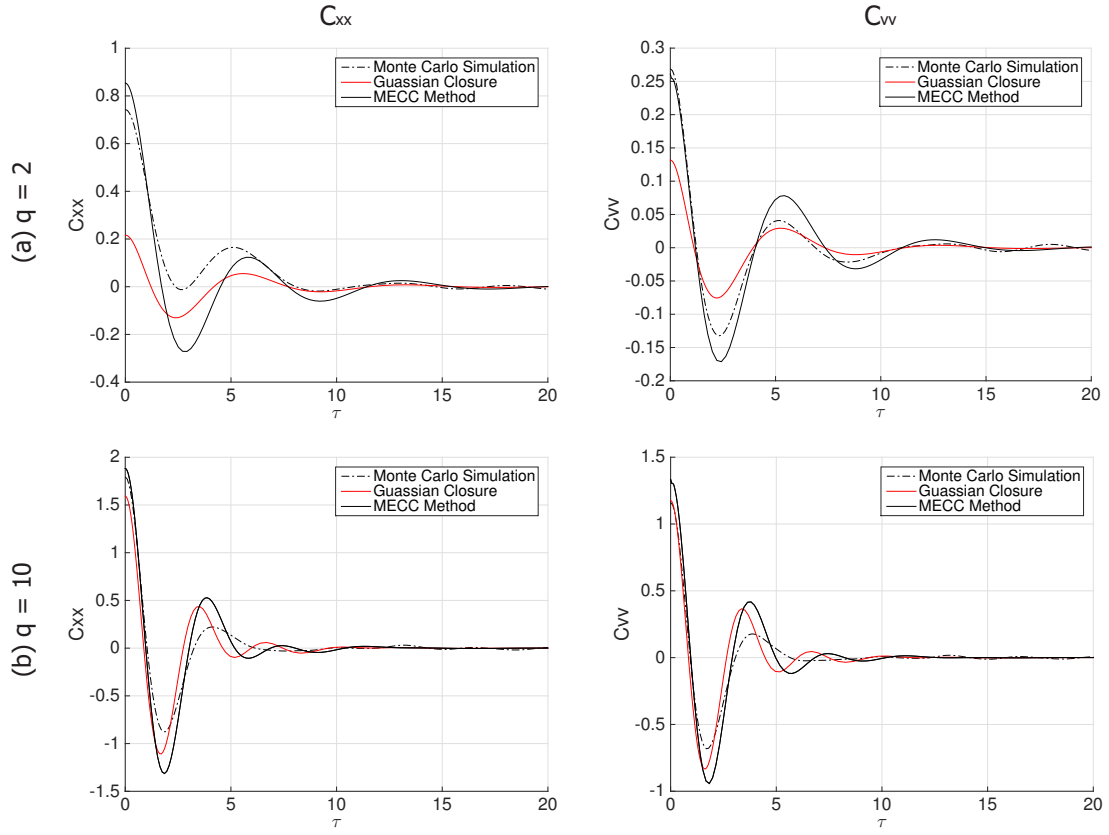 Cxx
Cvv
(a) q = 2
Cxx
1
0.8
0.6
0.4
0.2
0
-0.2
-0.4
0 5 10 15 20
τ
Monte Carlo Simulation
Guassian Closure
MECC Method
Cvv
0.3
0.25
0.2
0.15
0.1
0.05
0
-0.05
-0.1
-0.15
-0.2
0 5 10 15 20
τ
Monte Carlo Simulation
Guassian Closure
MECC Method
(b) q = 10
Cxx
2
1.5
1
0.5
0
-0.5
-1
-1.5
0 5 10 15 20
τ
Monte Carlo Simulation
Guassian Closure
MECC Method
Cvv
1.5
1
0.5
0
-0.5
-1
0 5 10 15 20
τ
Monte Carlo Simulation
Guassian Closure
MECC Method